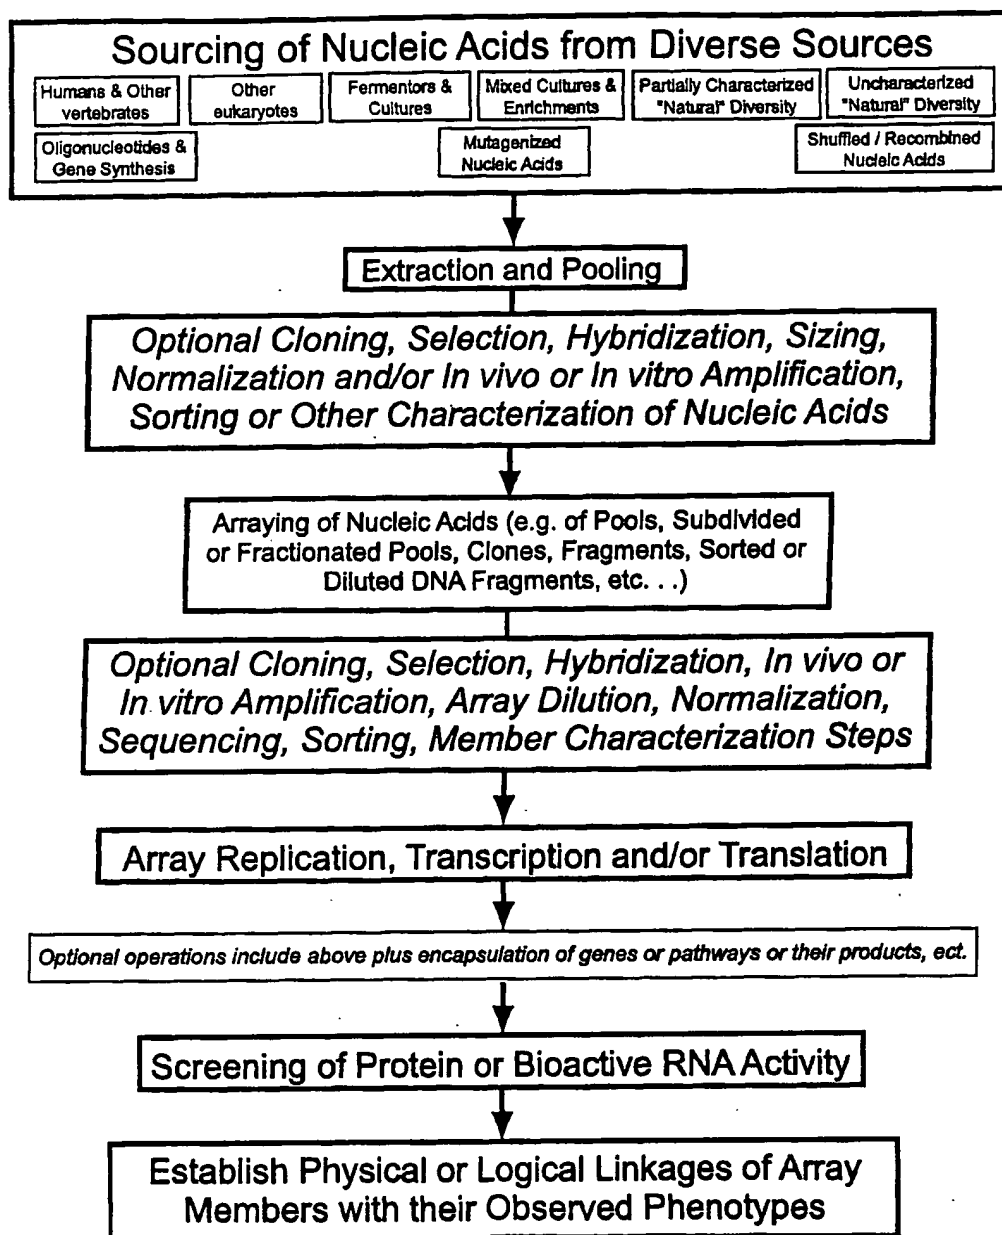 Sourcing of Nucleic Acids from Diverse Sources
Humans & Other
vertebrates
Other
eukaryotes
Fermentors &
Cultures
Mixed Cultures &
Enrichments
Partially Characterized
"Natural" Diversity
Uncharacterized
"Natural" Diversity
Oligonucleotides &
Gene Synthesis
Mutagenized
Nucleic Acids
Shuffled / Recombined
Nucleic Acids
Extraction and Pooling
Optional Cloning, Selection, Hybridization, Sizing,
Normalization and/or In vivo or In vitro Amplification,
Sorting or Other Characterization of Nucleic Acids
Arraying of Nucleic Acids (e.g. of Pools, Subdivided
or Fractionated Pools, Clones, Fragments, Sorted or
Diluted DNA Fragments, etc. . .)
Optional Cloning, Selection, Hybridization, In vivo or
In vitro Amplification, Array Dilution, Normalization,
Sequencing, Sorting, Member Characterization Steps
Array Replication, Transcription and/or Translation
Optional operations include above plus encapsulation of genes or pathways or their products, ect.
Screening of Protein or Bioactive RNA Activity
Establish Physical or Logical Linkages of Array
Members with their Observed Phenotypes